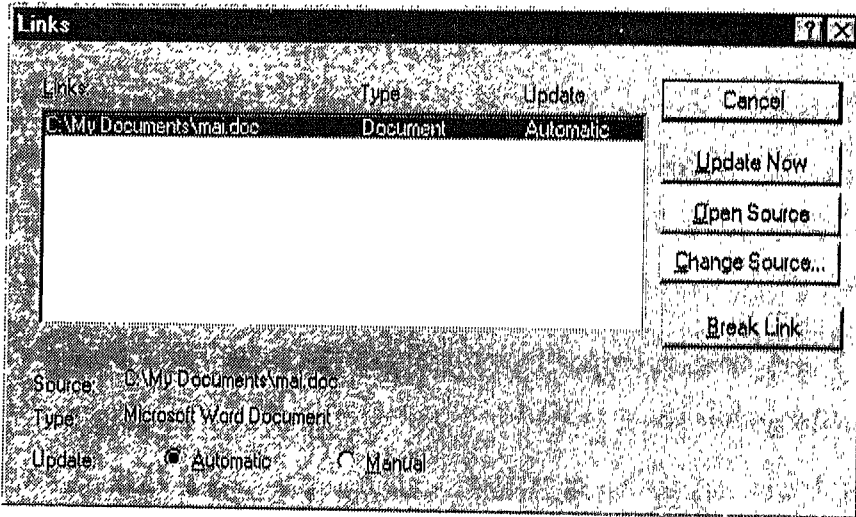 Links
Links Type Update
C:\My Documents\mai.doc Document Automatic
Cancel
Update Now
Open Source
Change Source...
Break Link
Source: C:\My Documents\mai.doc
Type: Microsoft Word Document
Update: Automatic Manual